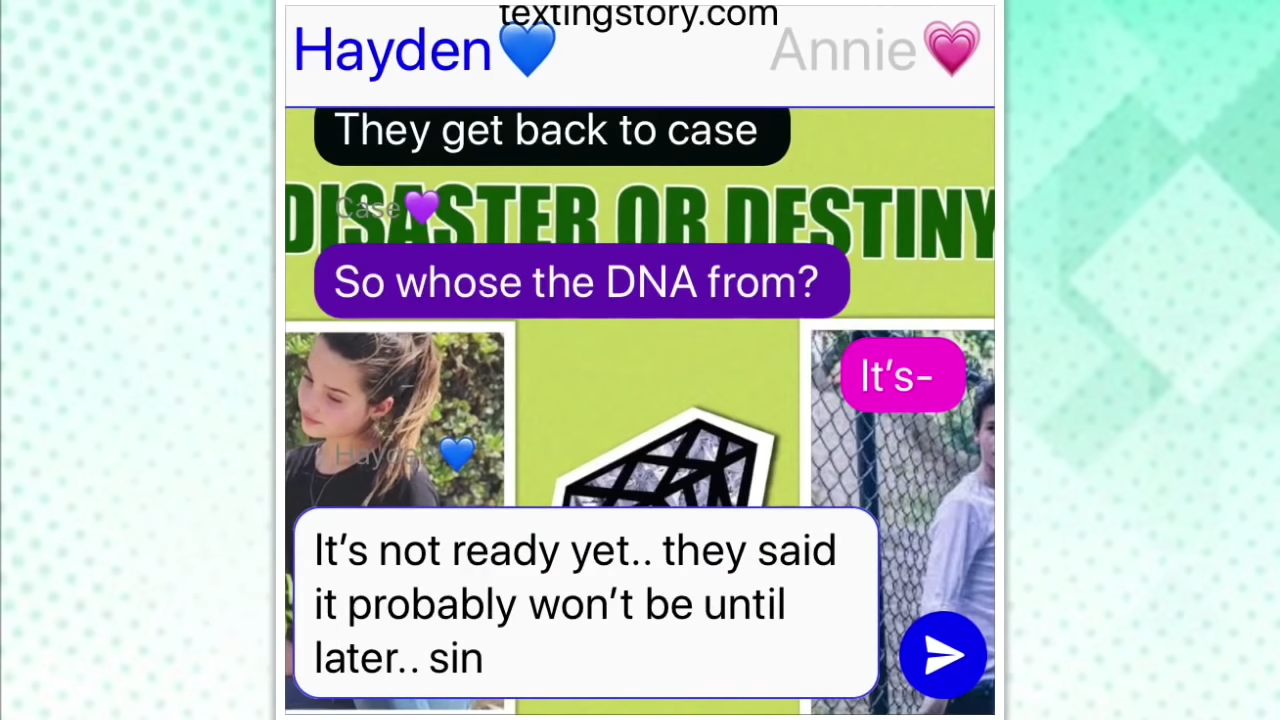 textingstory.com
Hayden💙
Annie💗
They get back to case
DISASTER OR DESTINY
Case💜
So whose the DNA from?
It's-
Hayden💙
It's not ready yet.. they said
it probably won't be until
later.. sin